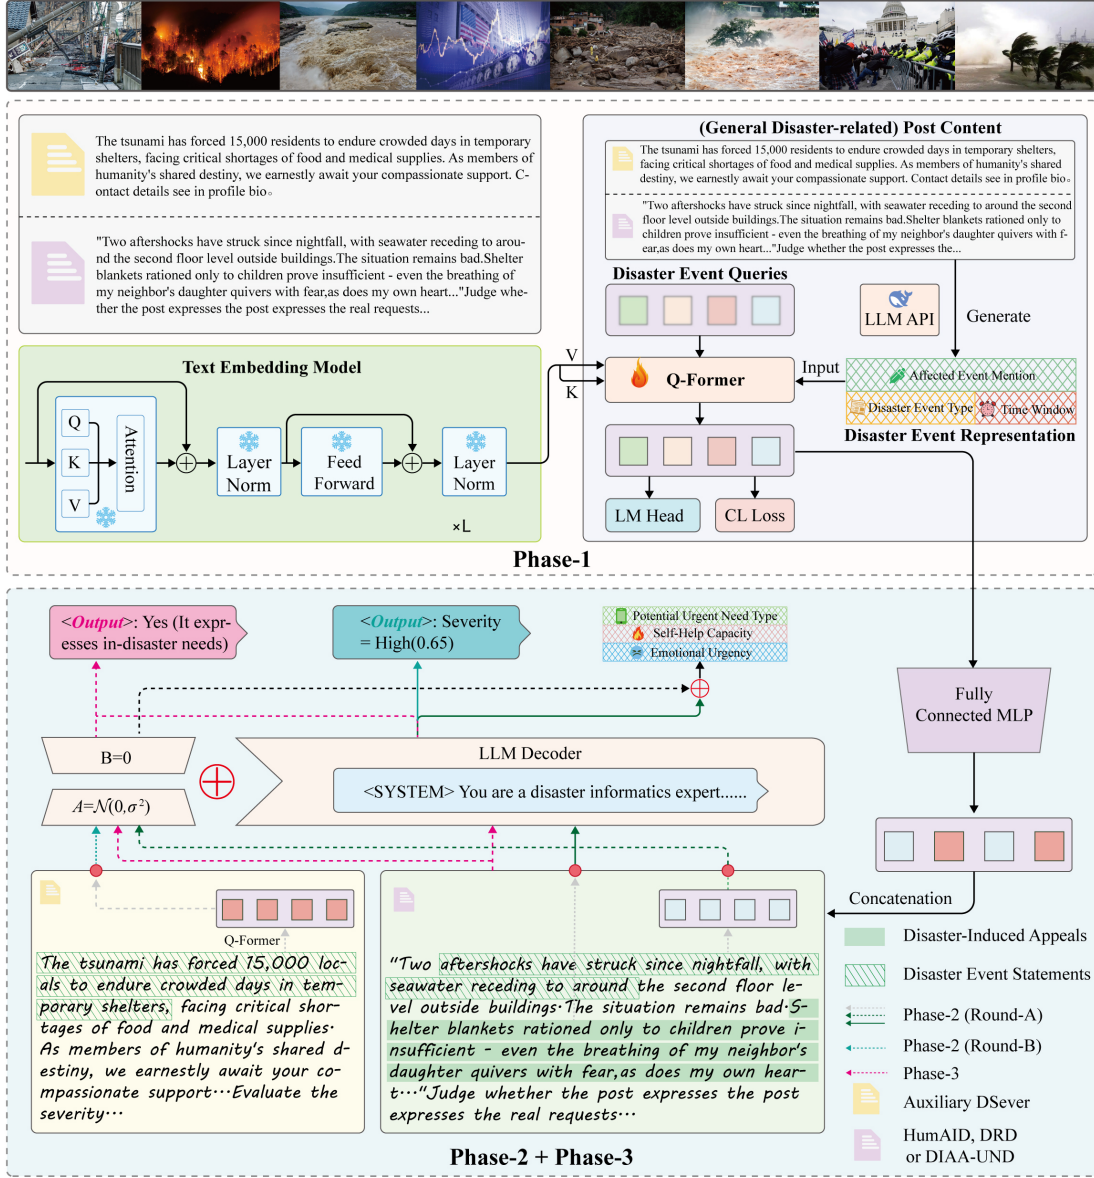 The tsunami has forced 15,000 residents to endure crowded days in temporary
shelters, facing critical shortages of food and medical supplies. As members of
humanity's shared destiny, we earnestly await your compassionate support. C-
ontact details see in profile bio。
"Two aftershocks have struck since nightfall, with seawater receding to arou-
nd the second floor level outside buildings.The situation remains bad.Shelter
blankets rationed only to children prove insufficient - even the breathing of
my neighbor's daughter quivers with fear,as does my own heart..."Judge whe-
ther the post expresses the post expresses the real requests...
Text Embedding Model
Q
K
V
Attention
Layer
Norm
Feed
Forward
Layer
Norm
×L
(General Disaster-related) Post Content
The tsunami has forced 15,000 residents to endure crowded days in temporary shelters,
facing critical shortages of food and medical supplies. As members of humanity's shared
destiny, we earnestly await your compassionate support. Contact details see in profile bio。
"Two aftershocks have struck since nightfall, with seawater receding to around the second
floor level outside buildings.The situation remains bad.Shelter blankets rationed only to
children prove insufficient - even the breathing of my neighbor's daughter quivers with f-
ear,as does my own heart..."Judge whether the post expresses the...
Disaster Event Queries
LLM API
Generate
V
K
Q-Former
Input
Affected Event Mention
Disaster Event Type
Time Window
Disaster Event Representation
LM Head
CL Loss
Phase-1
<Output>: Yes (It expr-
esses in-disaster needs)
<Output>: Severity
= High(0.65)
Potential Urgent Need Type
Self-Help Capacity
Emotional Urgency
Fully
Connected MLP
B=0
A=𝒩(0,σ²)
LLM Decoder
<SYSTEM> You are a disaster informatics expert......
Concatenation
Q-Former
The tsunami has forced 15,000 loc-
als to endure crowded days in tem-
porary shelters, facing critical shor-
tages of food and medical supplies.
As members of humanity's shared d-
estiny, we earnestly await your co-
mpassionate support...Evaluate the
severity...
"Two aftershocks have struck since nightfall, with
seawater receding to around the second floor le-
vel outside buildings.The situation remains bad.S-
helter blankets rationed only to children prove i-
nsufficient - even the breathing of my neighbor's
daughter quivers with fear,as does my own hear-
t..."Judge whether the post expresses the post
expresses the real requests...
Disaster-Induced Appeals
Disaster Event Statements
Phase-2 (Round-A)
Phase-2 (Round-B)
Phase-3
Auxiliary DSever
HumAID, DRD
or DIAA-UND
Phase-2 + Phase-3